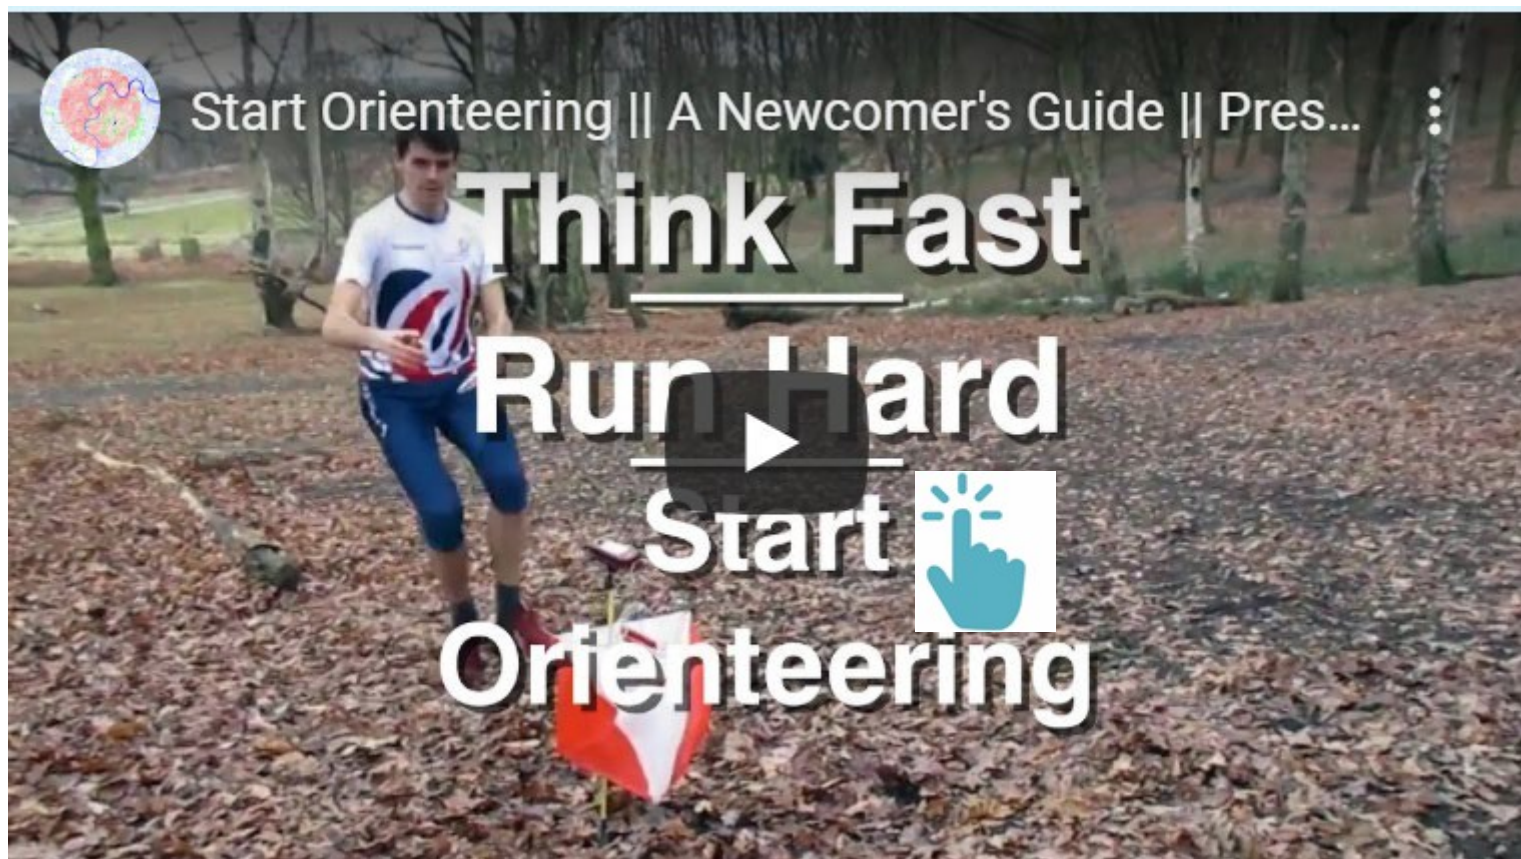 Start Orienteering || A Newcomer's Guide || Pres...
Think Fast
Run Hard
Start
Orienteering